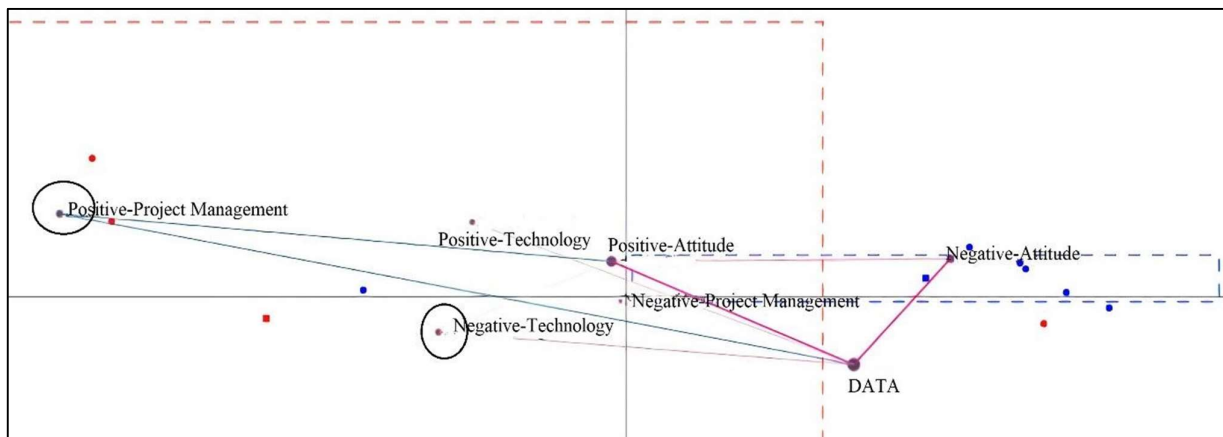 Positive-Project Management
Positive-Technology
Positive-Attitude
Negative-Attitude
Negative-Project Management
Negative-Technology
DATA